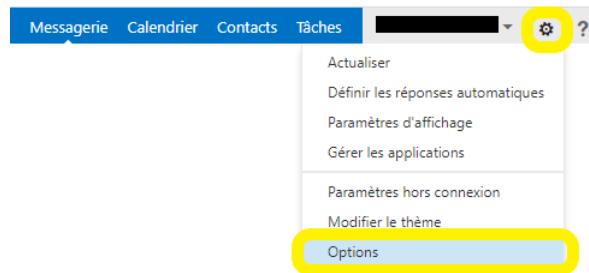 Messagerie Calendrier Contacts Tâches ?
Actualiser
Définir les réponses automatiques
Paramètres d'affichage
Gérer les applications
Paramètres hors connexion
Modifier le thème
Options